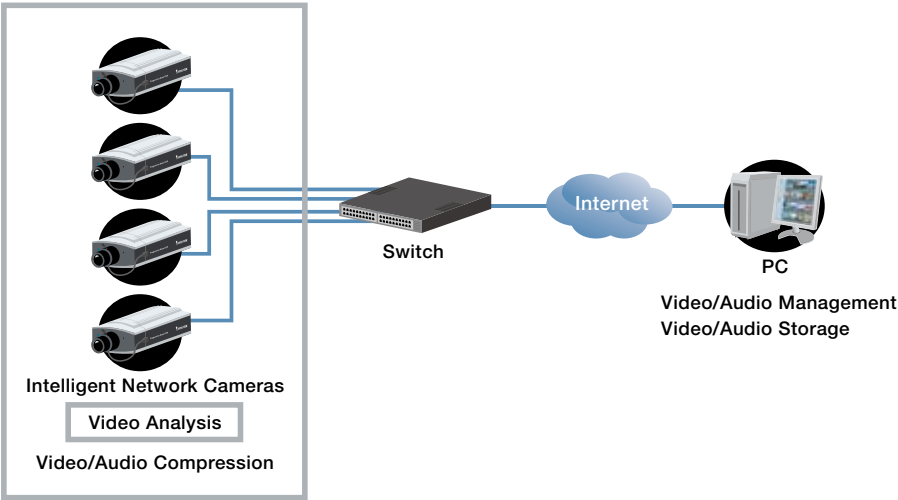 Internet
Switch
PC
Video/Audio Management
Video/Audio Storage
Intelligent Network Cameras
Video Analysis
Video/Audio Compression